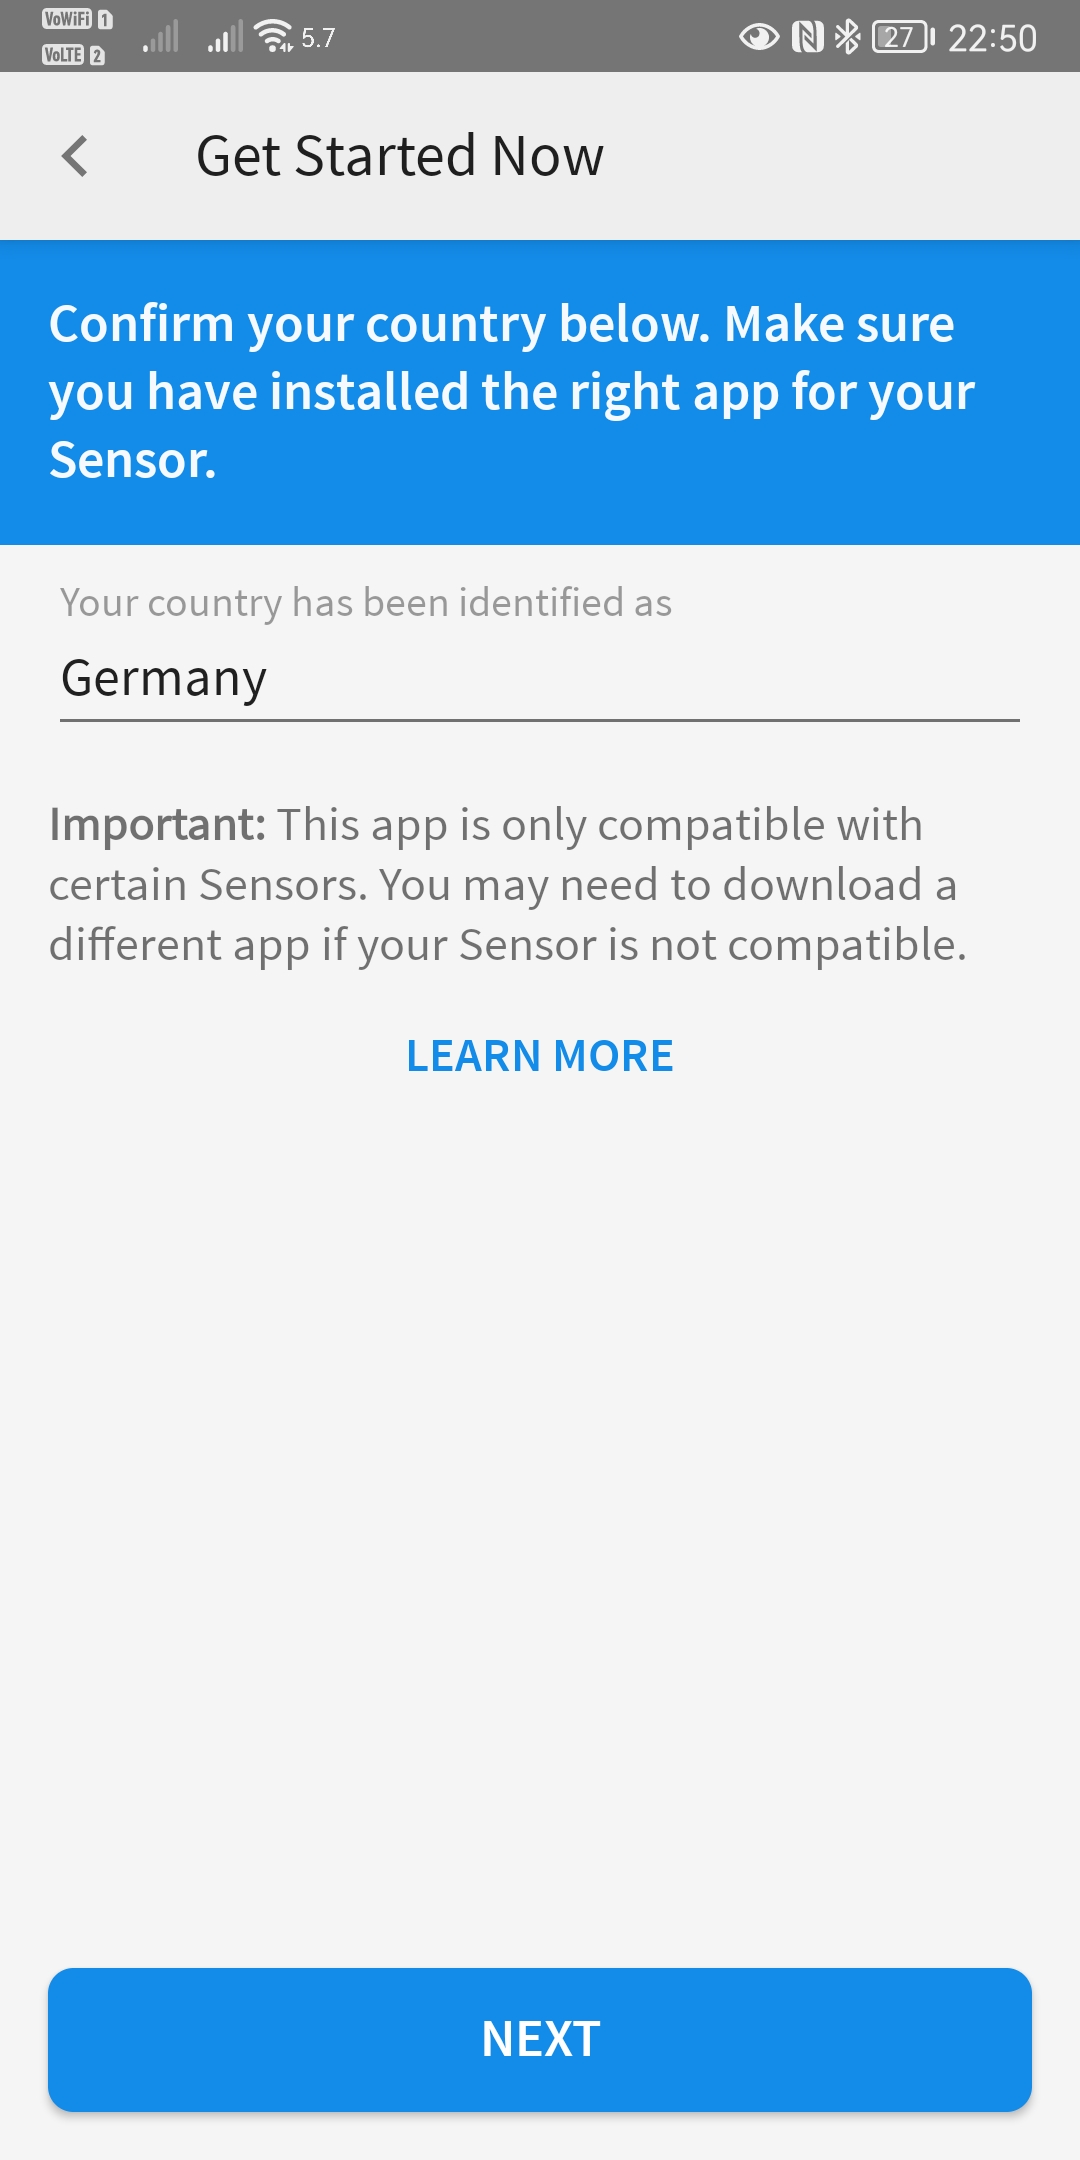 VoWiFi 1
VoLTE 2
5.7
27
22:50
Get Started Now
Confirm your country below. Make sure
you have installed the right app for your
Sensor.
Your country has been identified as
Germany
Important: This app is only compatible with
certain Sensors. You may need to download a
different app if your Sensor is not compatible.
LEARN MORE
NEXT